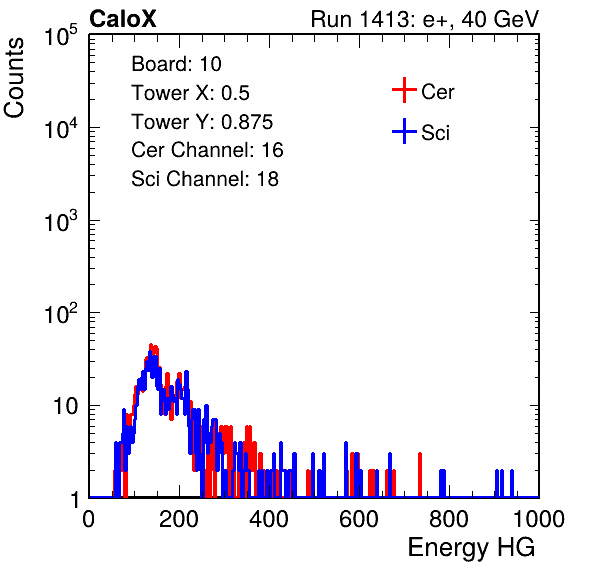 CaloX Run 1413: e+, 40 GeV
Counts
10^5
10^4
10^3
10^2
10
1
Board: 10
Tower X: 0.5
Tower Y: 0.875
Cer Channel: 16
Sci Channel: 18
Cer
Sci
0 200 400 600 800 1000
Energy HG